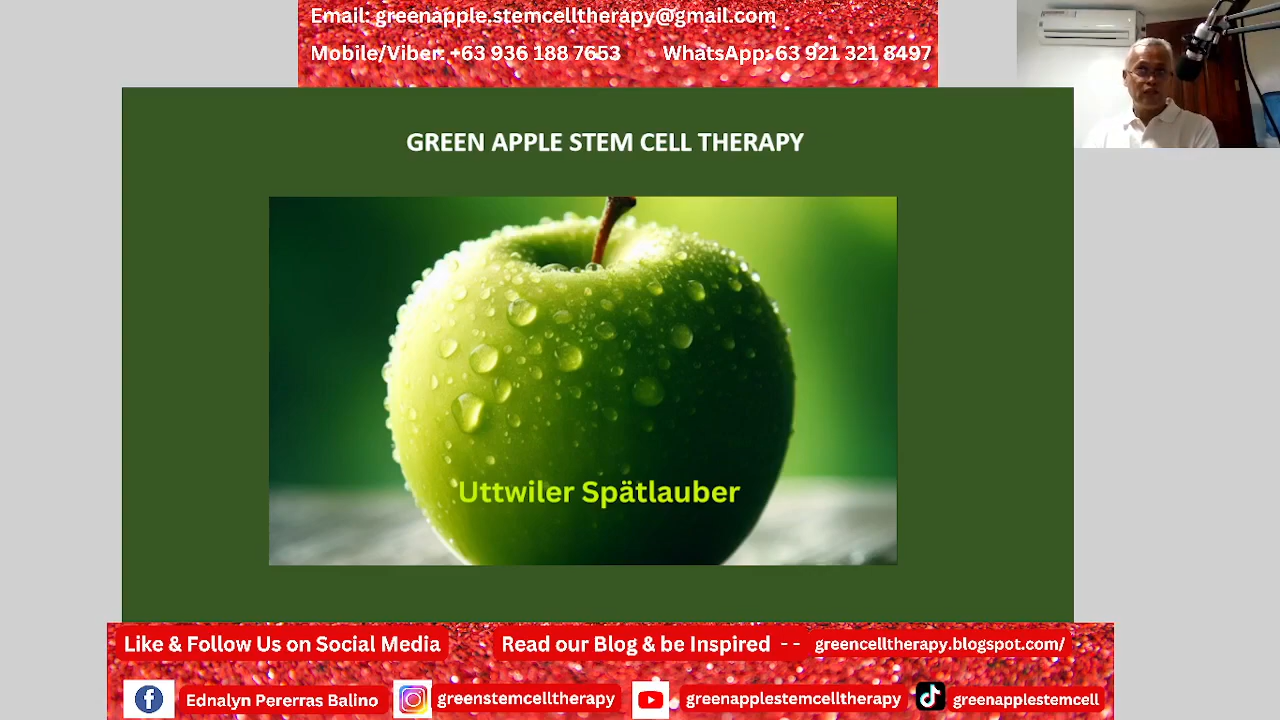 Email: greenapple.stemcelltherapy@gmail.com
Mobile/Viber: +63 936 188 7653 WhatsApp: 63 921 321 8497
GREEN APPLE STEM CELL THERAPY
Uttwiler Spätlauber
Like & Follow Us on Social Media Read our Blog & be Inspired -- greencelltherapy.blogspot.com/
Ednalyn Pererras Balino greenstemcelltherapy greenapplestemcelltherapy greenapplestemcell